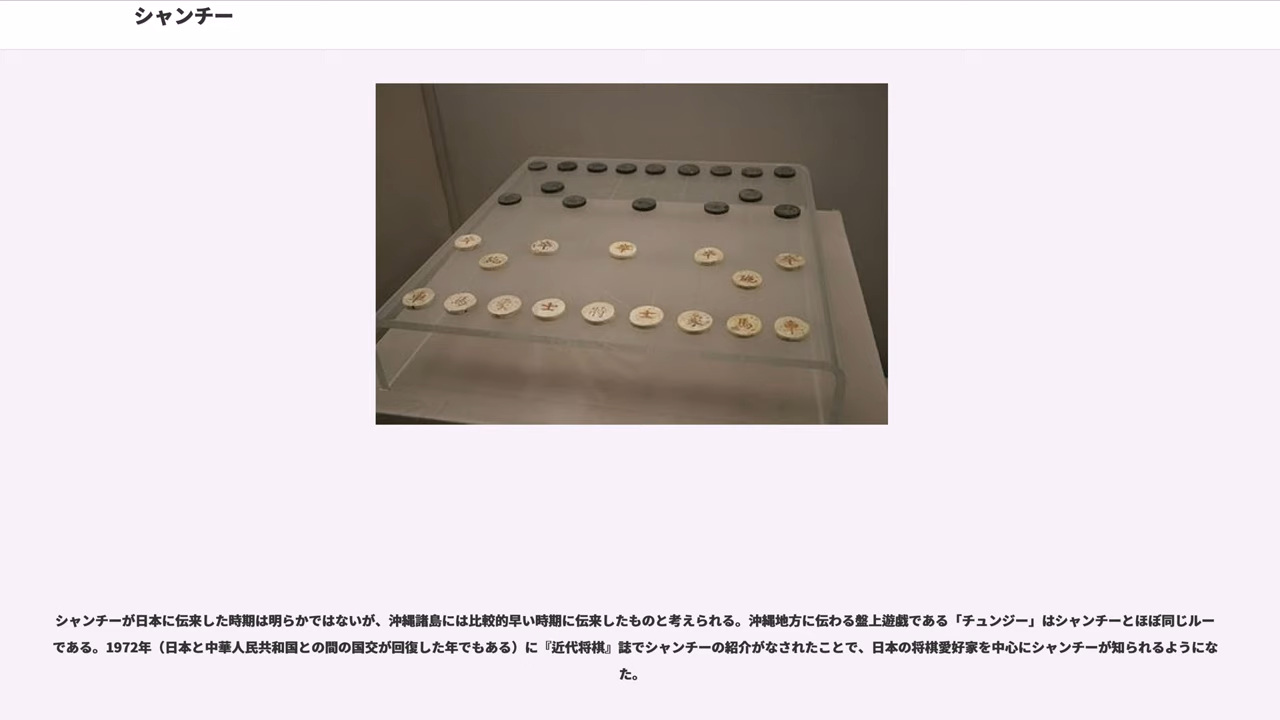 シャンチー
士
士
馬
シャンチーが日本に伝来した時期は明らかではないが、沖縄諸島には比較的早い時期に伝来したものと考えられる。沖縄地方に伝わる盤上遊戯である「チュンジー」はシャンチーとほぼ同じルー
である。1972年（日本と中華人民共和国との間の国交が回復した年でもある）に『近代将棋』誌でシャンチーの紹介がなされたことで、日本の将棋愛好家を中心にシャンチーが知られるようにな
た。